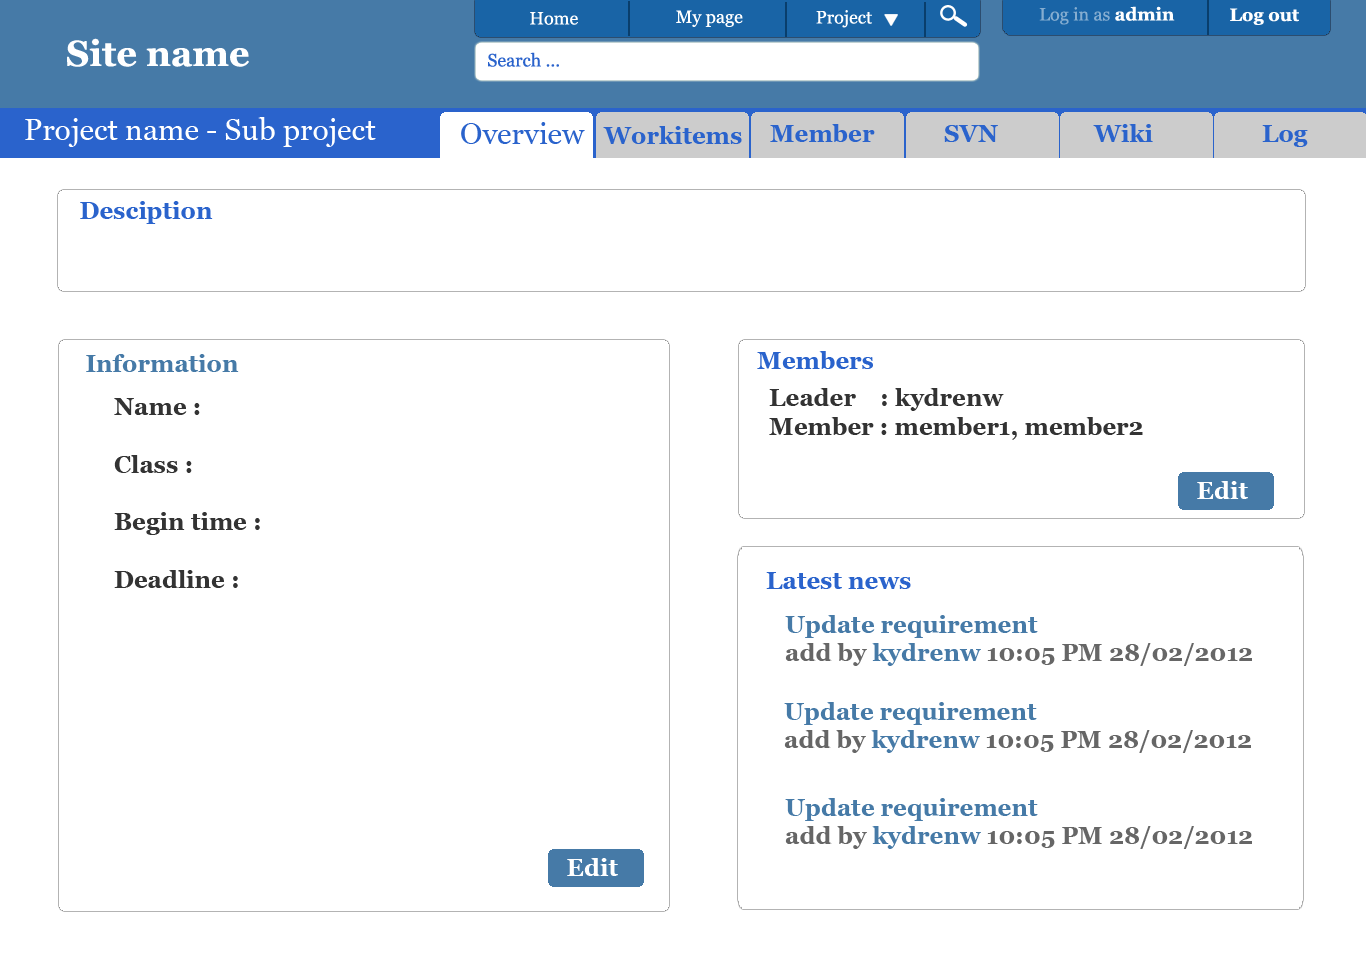 Site name
Home
My page
Project
Log in as admin
Log out
Search ...
Project name - Sub project
Overview
Workitems
Member
SVN
Wiki
Log
Desciption
Information
Name :
Class :
Begin time :
Deadline :
Edit
Members
Leader : kydrenw
Member : member1, member2
Edit
Latest news
Update requirement
add by kydrenw 10:05 PM 28/02/2012
Update requirement
add by kydrenw 10:05 PM 28/02/2012
Update requirement
add by kydrenw 10:05 PM 28/02/2012